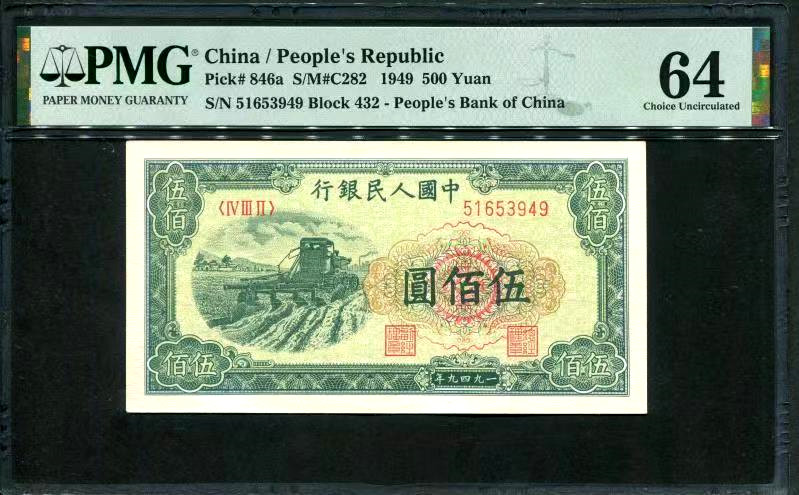 PMG®
PAPER MONEY GUARANTY
China / People's Republic
Pick# 846a S/M#C282 1949 500 Yuan
S/N 51653949 Block 432 - People's Bank of China
64
Choice Uncirculated
伍佰
行銀民人國中
伍佰
〈IV III II〉
51653949
圓佰伍
佰伍
年九四九一
佰伍